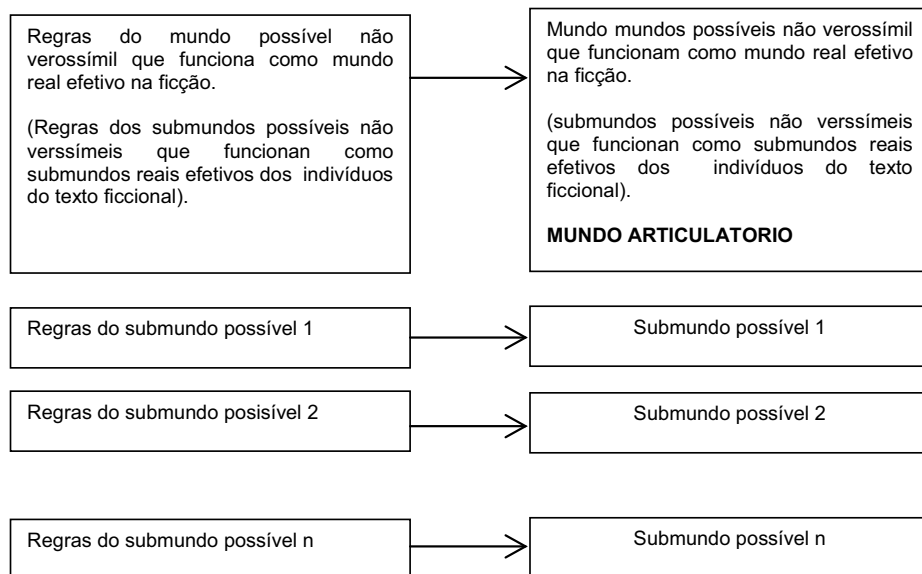 Regras do mundo possível não
verossímil que funciona como mundo
real efetivo na ficção.
(Regras dos submundos possíveis não
verssímeis que funcionan como
submundos reais efetivos dos indivíduos
do texto ficcional).
Mundo mundos possíveis não verossímil
que funcionam como mundo real efetivo
na ficção.
(submundos possíveis não verssímeis
que funcionan como submundos reais
efetivos dos indivíduos do texto
ficcional).
MUNDO ARTICULATORIO
Regras do submundo possível 1
Submundo possível 1
Regras do submundo posisível 2
Submundo possível 2
Regras do submundo possível n
Submundo possível n